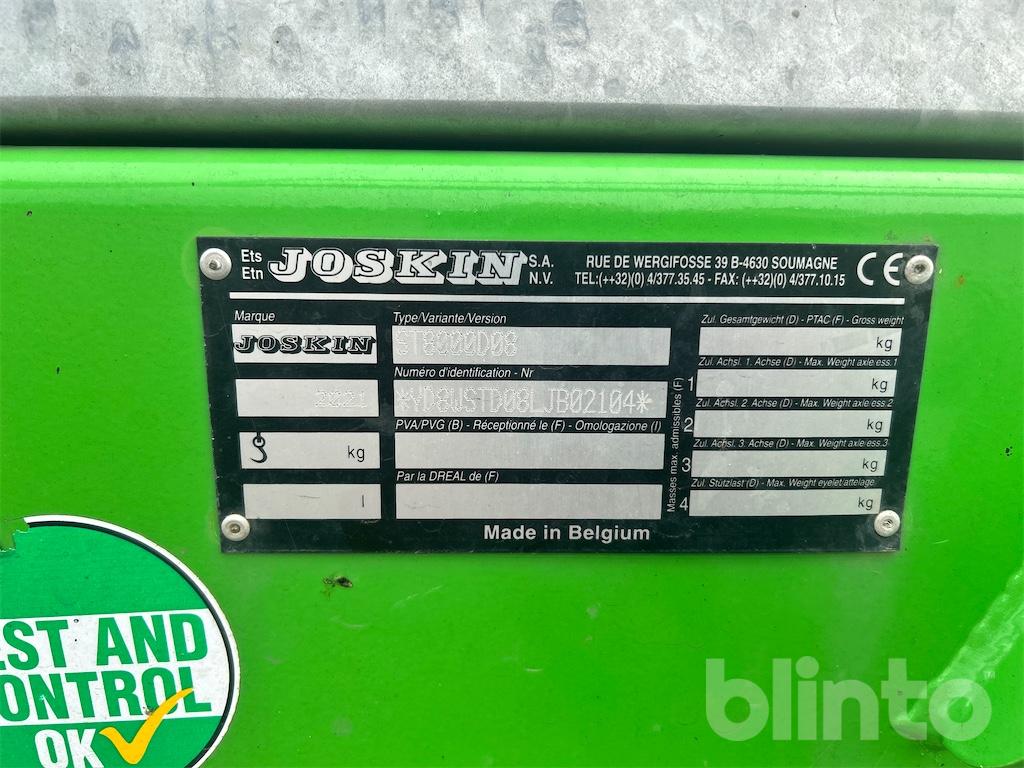 Ets
Etn
JOSKIN
S.A.
N.V.
RUE DE WERGIFOSSE 39 B-4630 SOUMAGNE
TEL:(++32)(0) 4/377.35.45 - FAX: (++32)(0) 4/377.10.15
CE
Marque
JOSKIN
2021
kg
l
Type/Variante/Version
ST8000D08
Numéro d'identification - Nr
*YD8WSTD08LJB02104*
PVA/PVG (B) - Réceptionné le (F) - Omologazione (I)
Par la DREAL de (F)
Masses max. admissibles (F)
Zul. Gesamtgewicht (D) - PTAC (F) - Gross weight
kg
Zul. Achsl. 1. Achse (D) - Max. Weight axle/ess.1
1 kg
Zul. Achsl. 2. Achse (D) - Max. Weight axle/ess.2
2 kg
Zul. Achsl. 3. Achse (D) - Max. Weight axle/ess.3
3 kg
Zul. Stützlast (D) - Max. Weight eyelet/attelage
4 kg
Made in Belgium
EST AND
CONTROL
OK
blinto